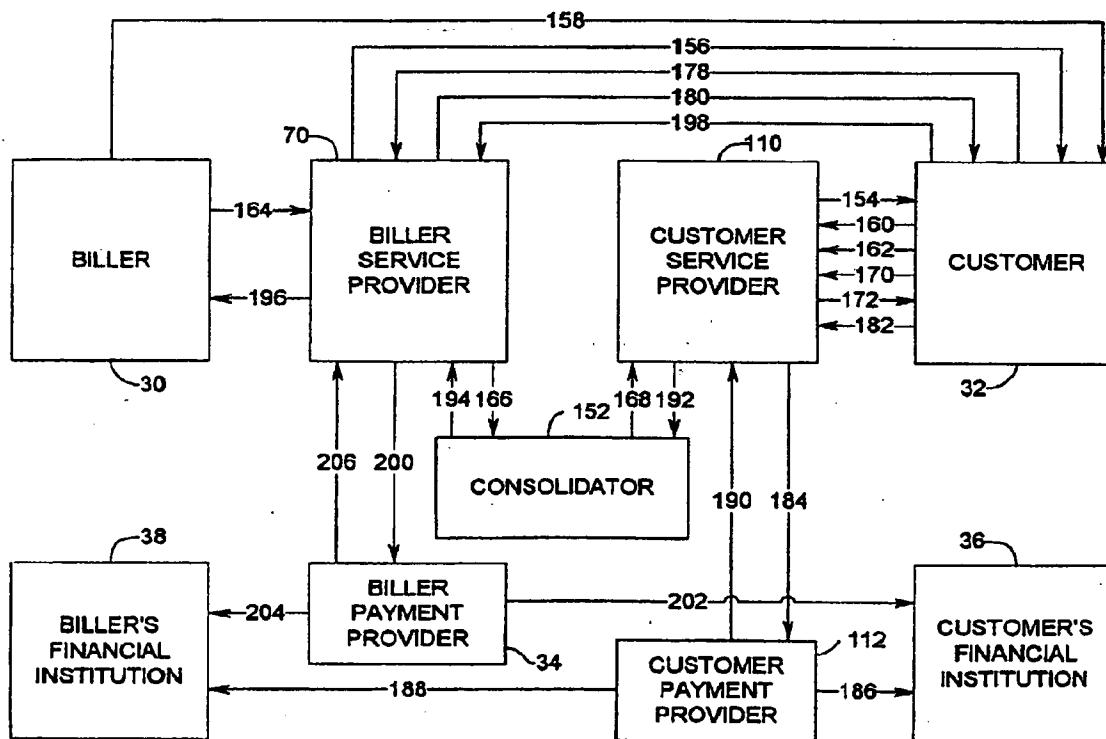 158
156
178
180
198
70
110
BILLER
164
196
30
BILLER
SERVICE
PROVIDER
CUSTOMER
SERVICE
PROVIDER
154
160
162
170
172
182
CUSTOMER
32
194
166
152
168
192
CONSOLIDATOR
206
200
190
184
38
36
BILLER'S
FINANCIAL
INSTITUTION
204
BILLER
PAYMENT
PROVIDER
34
202
188
CUSTOMER
PAYMENT
PROVIDER
112
186
CUSTOMER'S
FINANCIAL
INSTITUTION